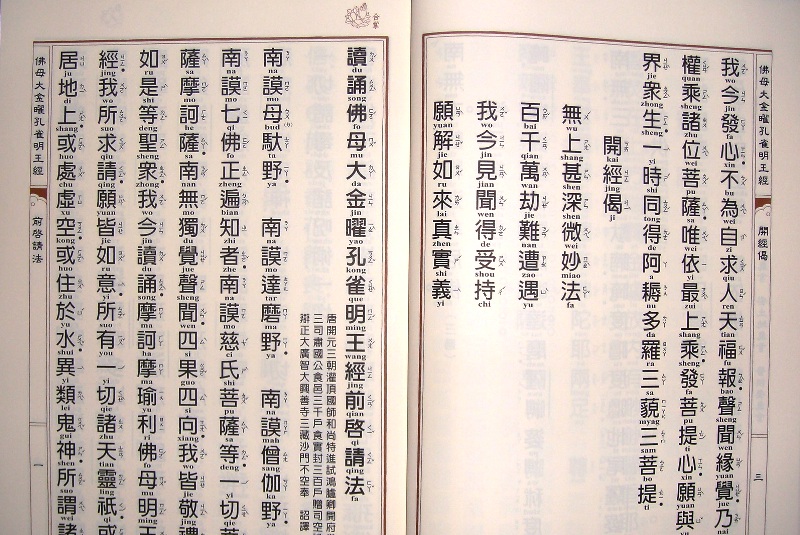 佛母大金曜孔雀明王經 開經偈 三
我今發心.不為自求人天福報聲聞緣覺.乃
權乘諸位菩薩.唯依最上乘.發菩提心.願與
界眾生.一時同得阿耨多羅三藐三菩提.
開經偈
無上甚深微妙法
百千萬劫難遭遇
我今見聞得受持
願解如來真實義
合掌
讀誦佛母大金曜孔雀明王經前啟請法
唐開元三朝灌頂國師和尚特進試鴻臚卿開府
三司肅國公食邑三千戶食實封三百戶贈司空
辯正大廣智大興善寺三藏沙門不空奉 詔譯
南謨母馱野. 南謨達磨野. 南謨僧伽野.
南謨七佛正遍知者.南謨慈氏菩薩等一切菩
薩摩訶薩.南無獨覺聲聞四果四向.我皆敬禮
如是等聖眾.我今讀誦.摩訶摩瑜利佛母明王
經.我所求請.願皆如意.所有一切諸天靈祇.或
居地上.或處虛空.或住於水.異類鬼神.所謂諸
佛母大金曜孔雀明王經 前啟請法 一